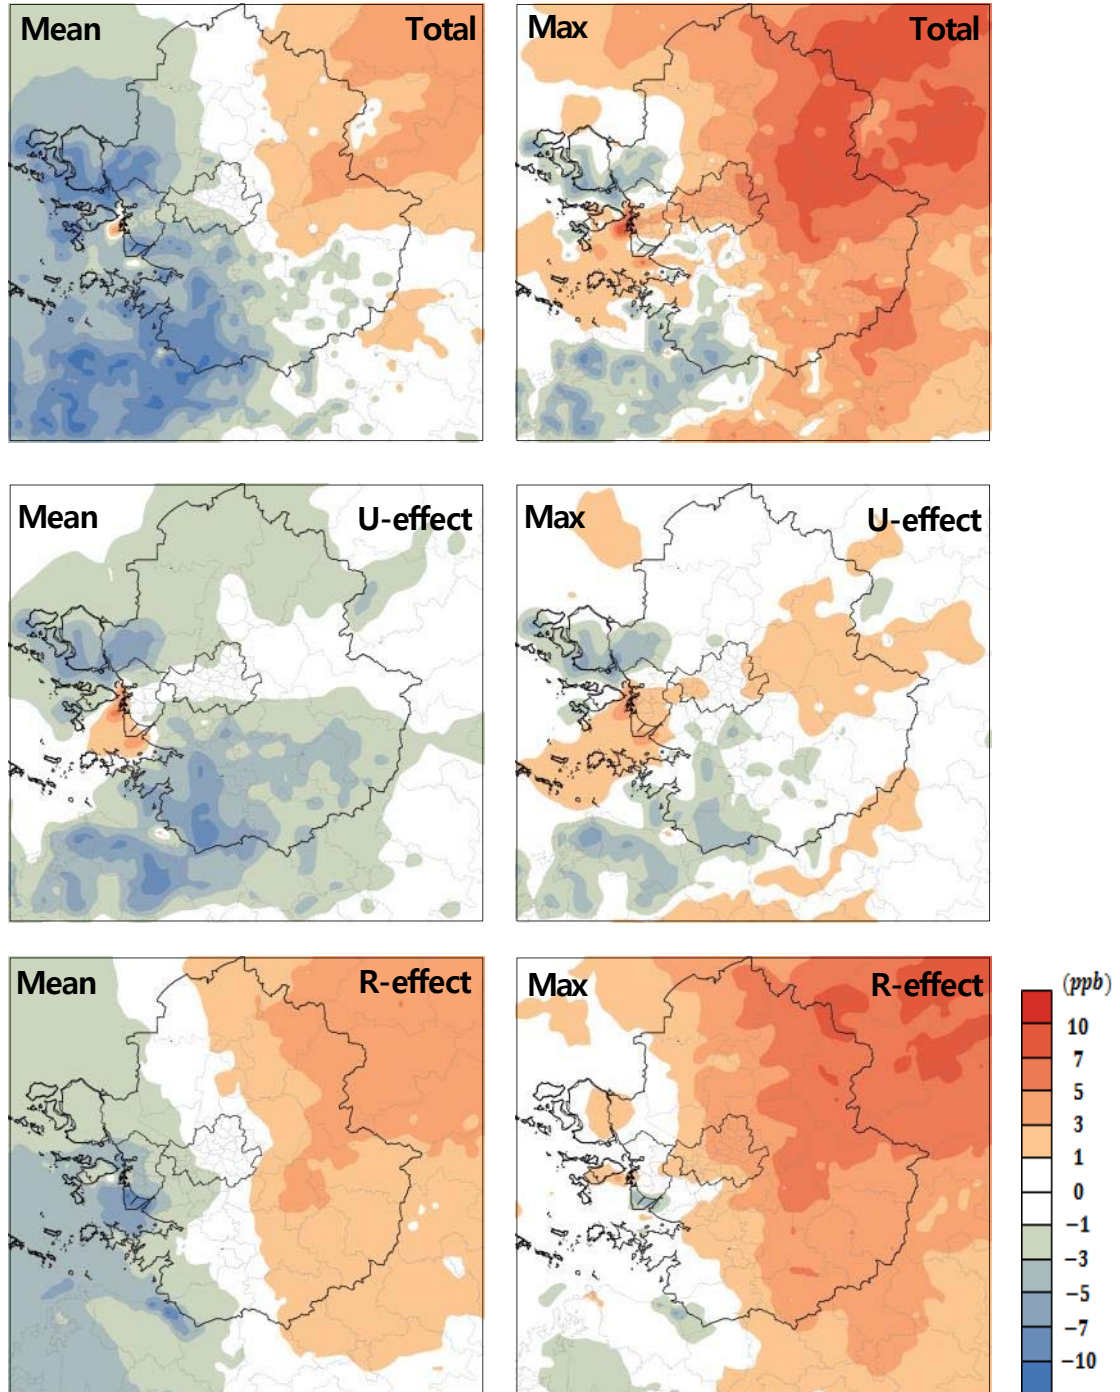 Mean Total
Max Total
Mean U-effect
Max U-effect
Mean R-effect
Max R-effect
(ppb)
10
7
5
3
1
0
−1
−3
−5
−7
−10